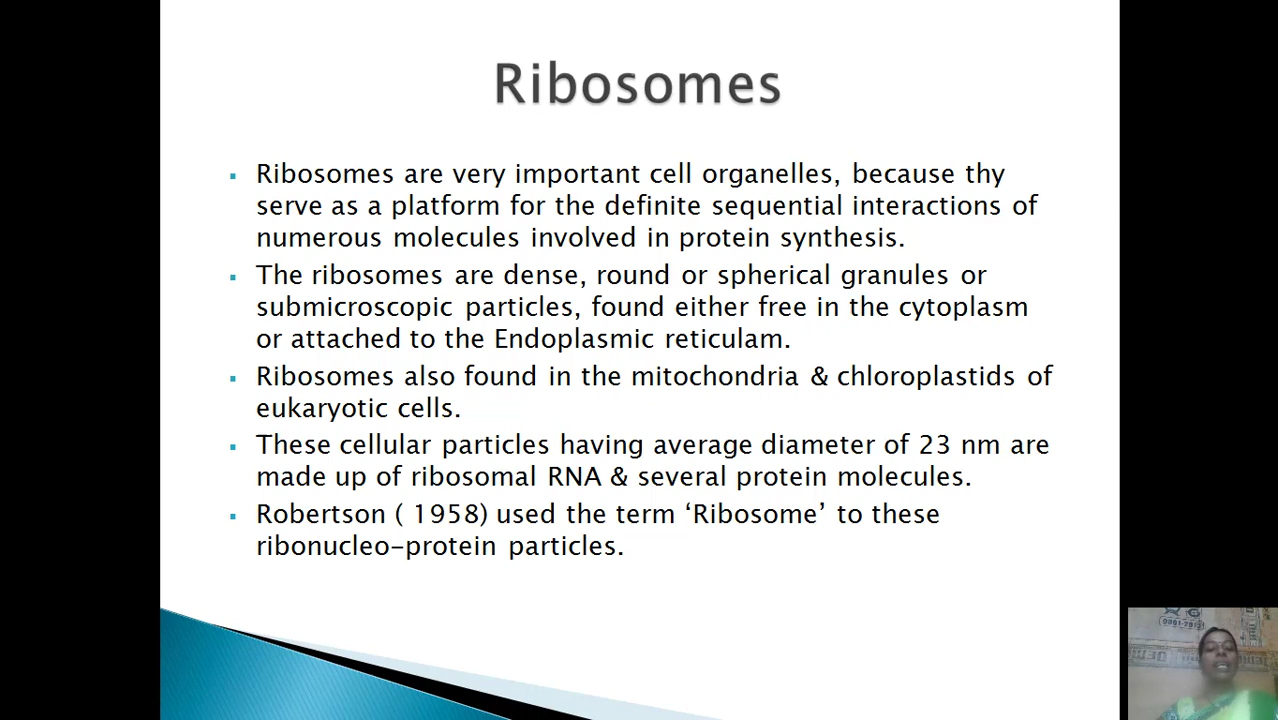 Ribosomes
▪ Ribosomes are very important cell organelles, because thy
serve as a platform for the definite sequential interactions of
numerous molecules involved in protein synthesis.
▪ The ribosomes are dense, round or spherical granules or
submicroscopic particles, found either free in the cytoplasm
or attached to the Endoplasmic reticulam.
▪ Ribosomes also found in the mitochondria & chloroplastids of
eukaryotic cells.
▪ These cellular particles having average diameter of 23 nm are
made up of ribosomal RNA & several protein molecules.
▪ Robertson ( 1958) used the term ‘Ribosome’ to these
ribonucleo-protein particles.